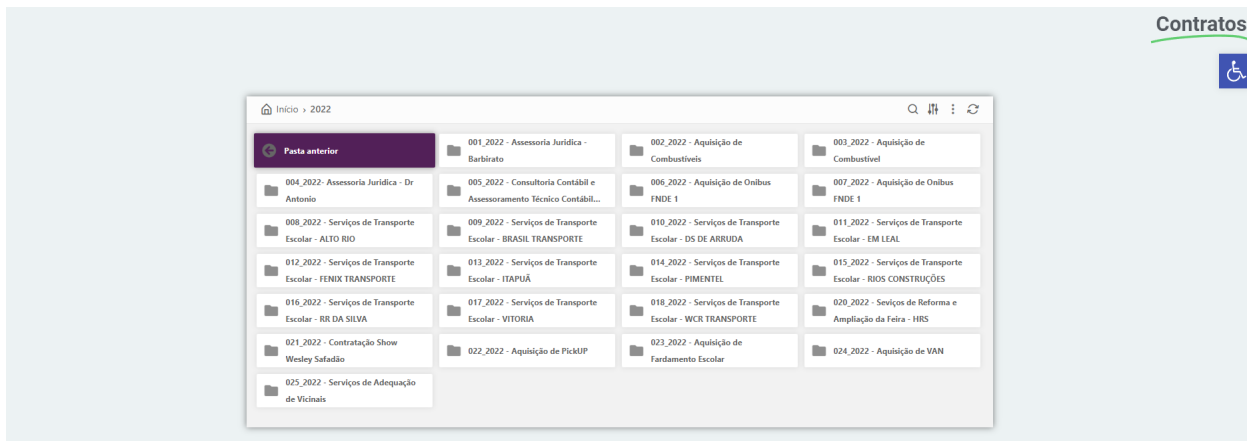 Contratos
Início › 2022
Pasta anterior
001_2022 - Assessoria Juridica -
Barbirato
002_2022 - Aquisição de
Combustíveis
003_2022 - Aquisição de
Combustível
004_2022- Assessoria Jurídica - Dr
Antonio
005_2022 - Consultoria Contábil e
Assessoramento Técnico Contábil...
006_2022 - Aquisição de Onibus
FNDE 1
007_2022 - Aquisição de Onibus
FNDE 1
008_2022 - Serviços de Transporte
Escolar - ALTO RIO
009_2022 - Serviços de Transporte
Escolar - BRASIL TRANSPORTE
010_2022 - Serviços de Transporte
Escolar - DS DE ARRUDA
011_2022 - Serviços de Transporte
Escolar - EM LEAL
012_2022 - Serviços de Transporte
Escolar - FENIX TRANSPORTE
013_2022 - Serviços de Transporte
Escolar - ITAPUÃ
014_2022 - Serviços de Transporte
Escolar - PIMENTEL
015_2022 - Serviços de Transporte
Escolar - RIOS CONSTRUÇÕES
016_2022 - Serviços de Transporte
Escolar - RR DA SILVA
017_2022 - Serviços de Transporte
Escolar - VITORIA
018_2022 - Serviços de Transporte
Escolar - WCR TRANSPORTE
020_2022 - Seviços de Reforma e
Ampliação da Feira - HRS
021_2022 - Contratação Show
Wesley Safadão
022_2022 - Aquisição de PickUP
023_2022 - Aquisição de
Fardamento Escolar
024_2022 - Aquisição de VAN
025_2022 - Serviços de Adequação
de Vicinais